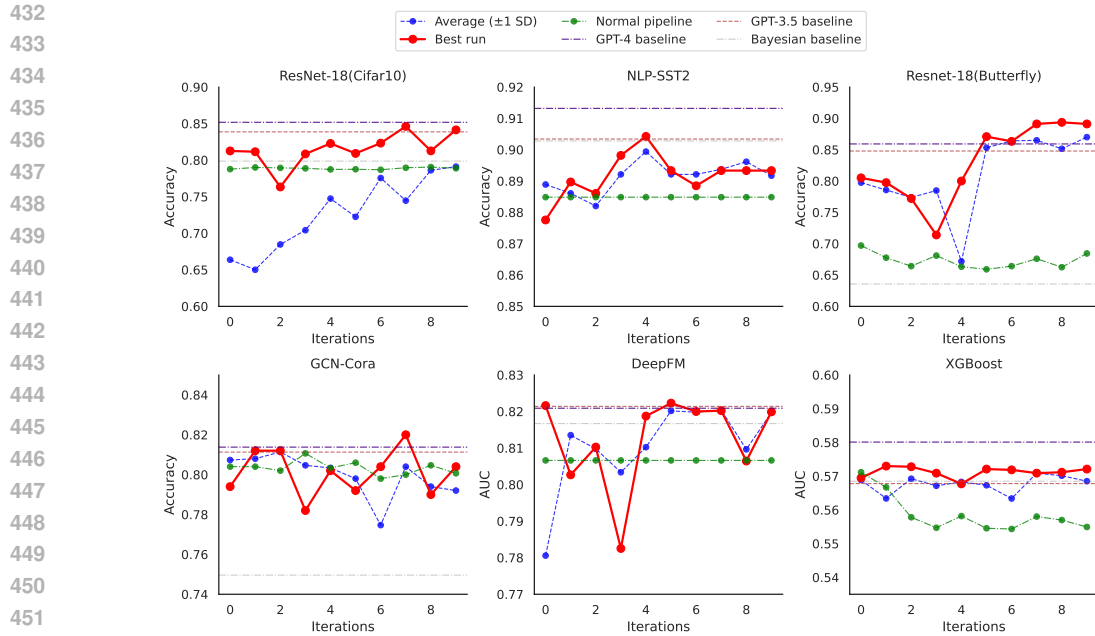 432
433
434
435
436
437
438
439
440
441
442
443
444
445
446
447
448
449
450
451
Average (±1 SD)
Best run
Normal pipeline
GPT-4 baseline
GPT-3.5 baseline
Bayesian baseline
ResNet-18(Cifar10)
0.90
0.85
0.80
0.75
0.70
0.65
0.60
Accuracy
0 2 4 6 8
Iterations
NLP-SST2
0.92
0.91
0.90
0.89
0.88
0.87
0.86
0.85
Accuracy
0 2 4 6 8
Iterations
Resnet-18(Butterfly)
0.95
0.90
0.85
0.80
0.75
0.70
0.65
0.60
Accuracy
0 2 4 6 8
Iterations
GCN-Cora
0.84
0.82
0.80
0.78
0.76
0.74
Accuracy
0 2 4 6 8
Iterations
DeepFM
0.83
0.82
0.81
0.80
0.79
0.78
0.77
AUC
0 2 4 6 8
Iterations
XGBoost
0.60
0.59
0.58
0.57
0.56
0.55
0.54
AUC
0 2 4 6 8
Iterations